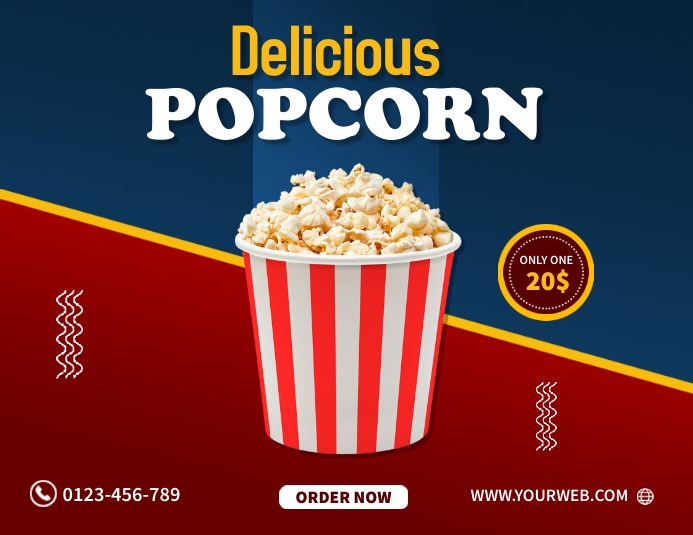 Delicious
POPCORN
ONLY ONE
20$
0123-456-789
ORDER NOW
WWW.YOURWEB.COM